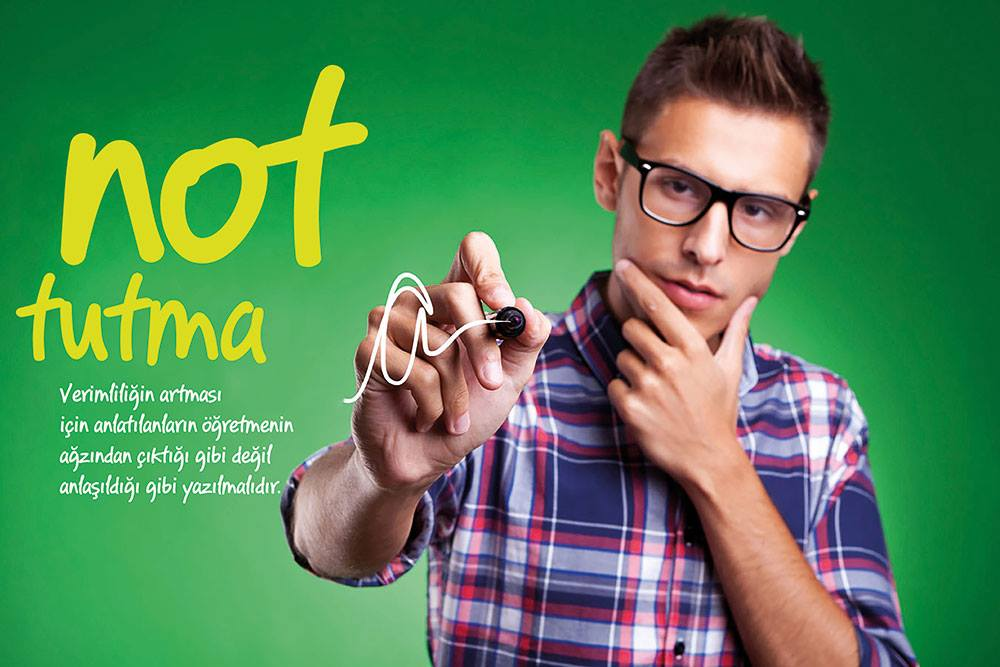 not
tutma
Verimliliğin artması
için anlatılanların öğretmenin
ağzından çıktığı gibi değil
anlaşıldığı gibi yazılmalıdır.